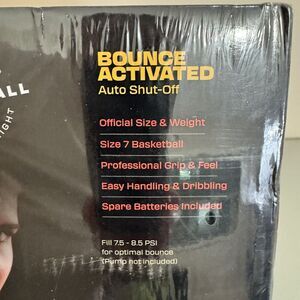 BOUNCE
ACTIVATED
Auto Shut-Off
ALL
Official Size & Weight
Size 7 Basketball
Professional Grip & Feel
Easy Handling & Dribbling
Spare Batteries Included
Fill 7.5 - 8.5 PSI
for optimal bounce
(Pump not included)